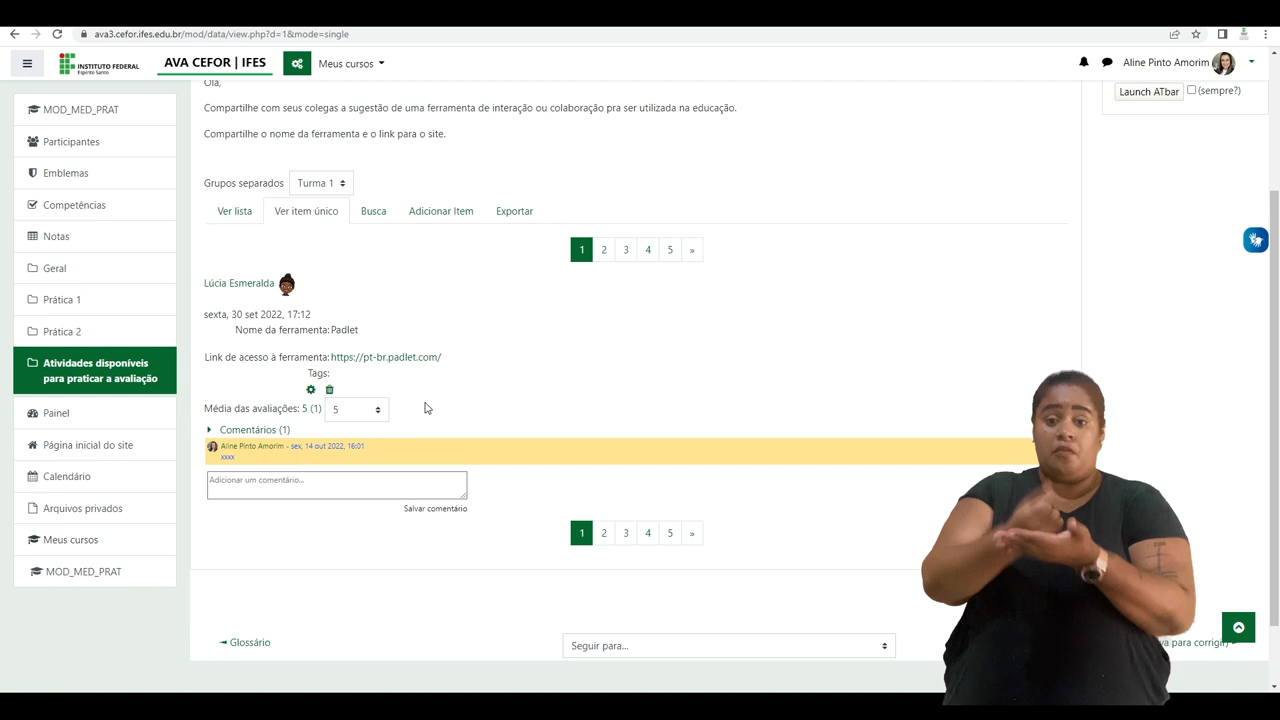 ava3.cefor.ifes.edu.br/mod/data/view.php?d=1&mode=single
INSTITUTO FEDERAL
Espírito Santo
AVA CEFOR | IFES
Meus cursos
Aline Pinto Amorim
MOD_MED_PRAT
Participantes
Emblemas
Competências
Notas
Geral
Prática 1
Prática 2
Atividades disponíveis
para praticar a avaliação
Painel
Página inicial do site
Calendário
Arquivos privados
Meus cursos
MOD_MED_PRAT
Olá,
Compartilhe com seus colegas a sugestão de uma ferramenta de interação ou colaboração pra ser utilizada na educação.
Compartilhe o nome da ferramenta e o link para o site.
Grupos separados Turma 1
Ver lista Ver item único Busca Adicionar Item Exportar
1 2 3 4 5 »
Lúcia Esmeralda
sexta, 30 set 2022, 17:12
Nome da ferramenta: Padlet
Link de acesso à ferramenta: https://pt-br.padlet.com/
Tags:
Média das avaliações: 5 (1) 5
Comentários (1)
Aline Pinto Amorim - sex, 14 out 2022, 16:01
xxxx
Adicionar um comentário...
Salvar comentário
1 2 3 4 5 »
◄ Glossário
Seguir para...
va para corrigir)
Launch ATbar (sempre?)